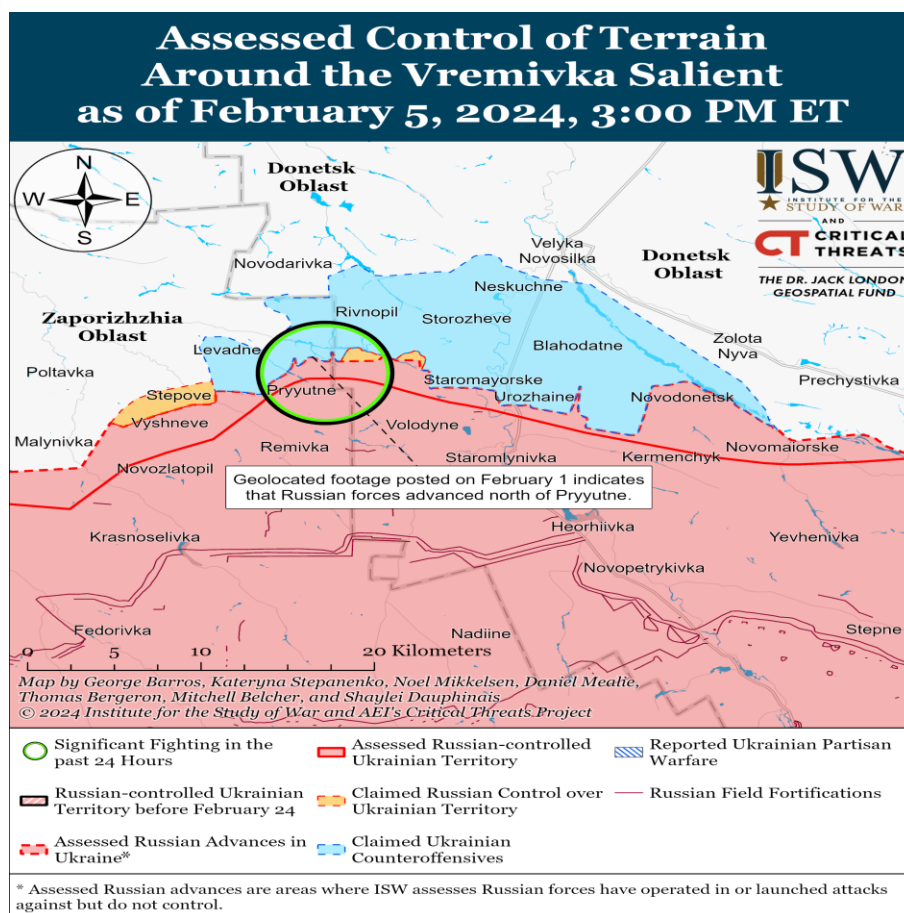 Assessed Control of Terrain
Around the Vremivka Salient
as of February 5, 2024, 3:00 PM ET
N
W E
S
Donetsk
Oblast
ISW
INSTITUTE FOR THE
STUDY OF WAR
AND
CT CRITICAL
THREATS
THE DR. JACK LONDON
GEOSPATIAL FUND
Velyka
Novosilka
Donetsk
Oblast
Novodarivka
Neskuchne
Zaporizhzhia
Oblast
Rivnopil
Storozheve
Levadne
Blahodatne
Zolota
Nyva
Poltavka
Prechystivka
Stepove
Pryyutne
Staromayorske
Urozhaine
Novodonetsk
Vyshneve
Volodyne
Malynivka
Remivka
Staromlynivka
Kermenchyk
Novomaiorske
Novozlatopil
Geolocated footage posted on February 1 indicates
that Russian forces advanced north of Pryyutne.
Krasnoselivka
Heorhiivka
Yevhenivka
Novopetrykivka
Fedorivka
Nadiine
Stepne
0 5 10 20 Kilometers
Map by George Barros, Kateryna Stepanenko, Noel Mikkelsen, Daniel Mealie,
Thomas Bergeron, Mitchell Belcher, and Shaylei Dauphinais
© 2024 Institute for the Study of War and AEI's Critical Threats Project
Significant Fighting in the
past 24 Hours
Assessed Russian-controlled
Ukrainian Territory
Reported Ukrainian Partisan
Warfare
Russian-controlled Ukrainian
Territory before February 24
Claimed Russian Control over
Ukrainian Territory
Russian Field Fortifications
Assessed Russian Advances in
Ukraine*
Claimed Ukrainian
Counteroffensives
* Assessed Russian advances are areas where ISW assesses Russian forces have operated in or launched attacks
against but do not control.